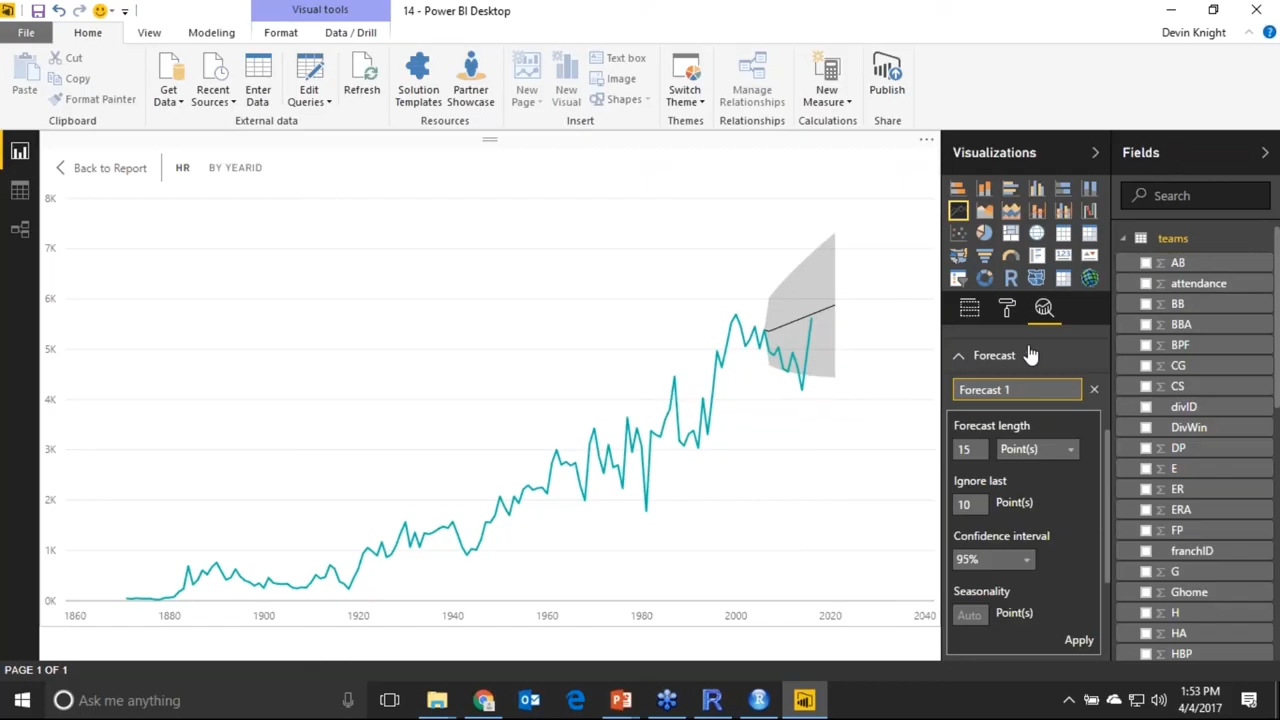 Visual tools
14 - Power BI Desktop
File
Home
View
Modeling
Format
Data / Drill
Devin Knight
Paste
Cut
Copy
Format Painter
Clipboard
Get Data
Recent Sources
Enter Data
Edit Queries
Refresh
External data
Solution Templates
Partner Showcase
Resources
New Page
New Visual
Text box
Image
Shapes
Insert
Switch Theme
Themes
Manage Relationships
Relationships
New Measure
Calculations
Publish
Share
Back to Report
HR
BY YEARID
8K
7K
6K
5K
4K
3K
2K
1K
0K
1860
1880
1900
1920
1940
1960
1980
2000
2020
2040
Visualizations
Forecast
Forecast 1
Forecast length
15
Point(s)
Ignore last
10
Point(s)
Confidence interval
95%
Seasonality
Auto
Point(s)
Apply
Fields
Search
teams
AB
attendance
BB
BBA
BPF
CG
CS
divID
DivWin
DP
E
ER
ERA
FP
franchID
G
Ghome
H
HA
HBP
PAGE 1 OF 1
Ask me anything
1:53 PM
4/4/2017